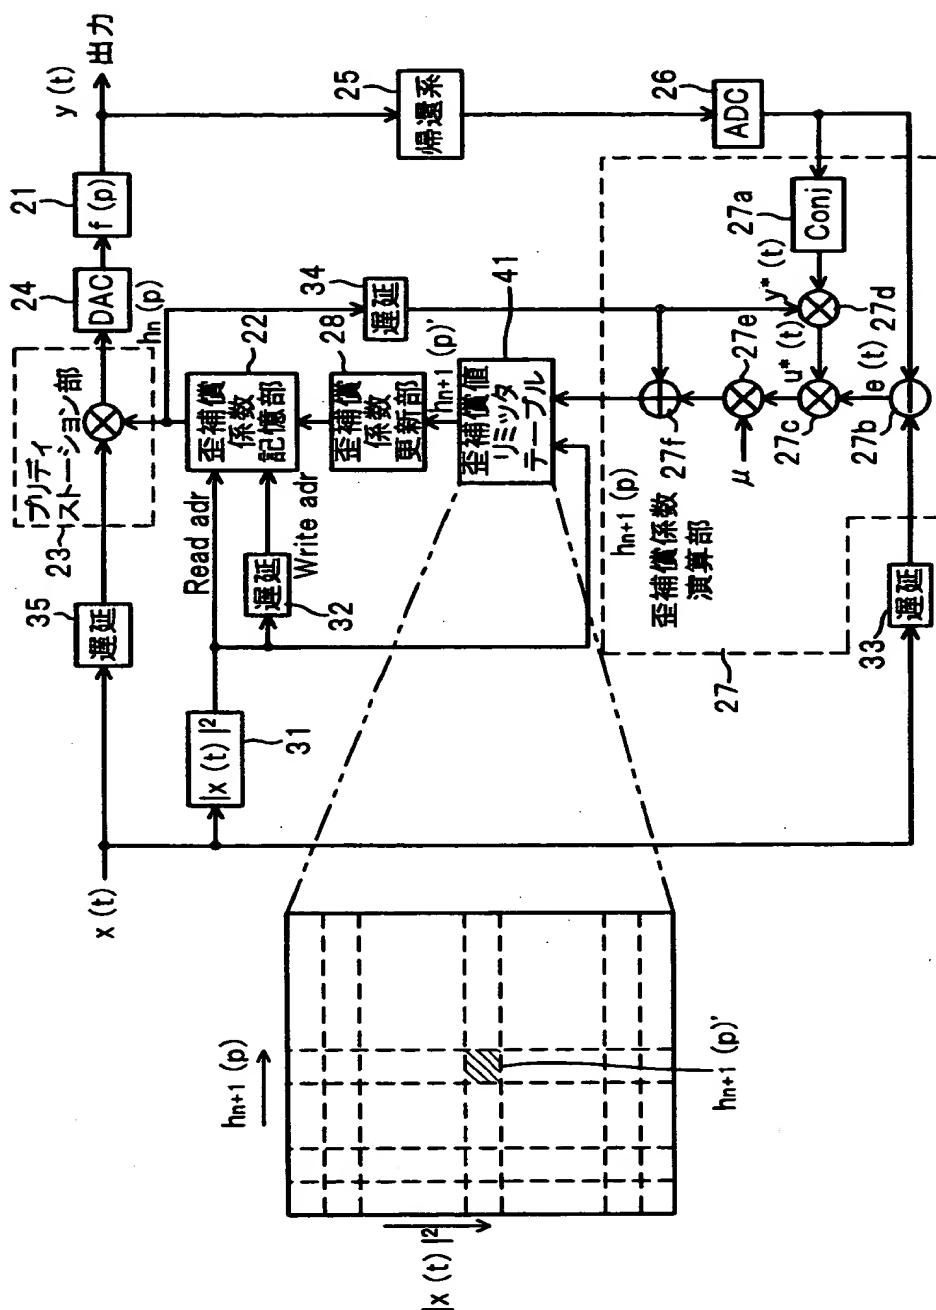 x(t)
35
遅延
プリディ
ストーション部
23
24
DAC
21
f(p)
y(t)
出力
hn(p)
|x(t)|²
31
Read adr
遅延
32
Write adr
歪補償
係数
記憶部
22
遅延
34
25
帰還系
歪補償
係数
更新部
28
hn+1(p)'
歪補償値
リミッタ
テーブル
41
26
ADC
hn+1(p)
歪補償係数
演算部
27
27f
μ
27e
u*(t)
27c
y*(t)
27a
Conj
27d
e(t)
27b
33
遅延
hn+1(p)
|x(t)|²
hn+1(p)'